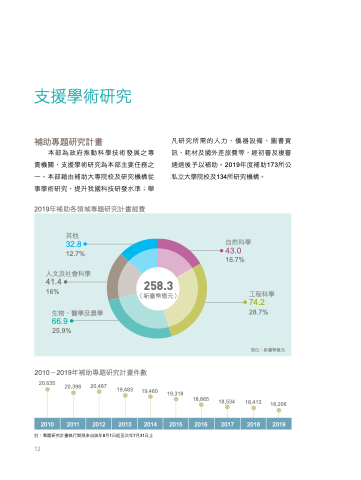 支援學術研究
補助專題研究計畫
本部為政府推動科學技術發展之專
責機關，支援學術研究為本部主要任務之
一。本部藉由補助大專院校及研究機構從
事學術研究，提升我國科技研發水準；舉
凡研究所需的人力、儀器設備、圖書資
訊、耗材及國外差旅費等，經初審及複審
通過後予以補助。2019年度補助173所公
私立大學院校及134所研究機構。
2019年補助各領域專題研究計畫經費
其他
32.8
12.7%
自然科學
43.0
16.7%
人文及社會科學
41.4
16%
258.3
（新臺幣億元）
工程科學
74.2
28.7%
生物、醫學及農學
66.9
25.9%
單位：新臺幣億元
2010－2019年補助專題研究計畫件數
20,635 20,398 20,487 19,483 19,460 19,318 18,865 18,534 18,413 18,208
2010 2011 2012 2013 2014 2015 2016 2017 2018 2019
註：專題研究計畫執行期限多自該年8月1日起至次年7月31日止
12